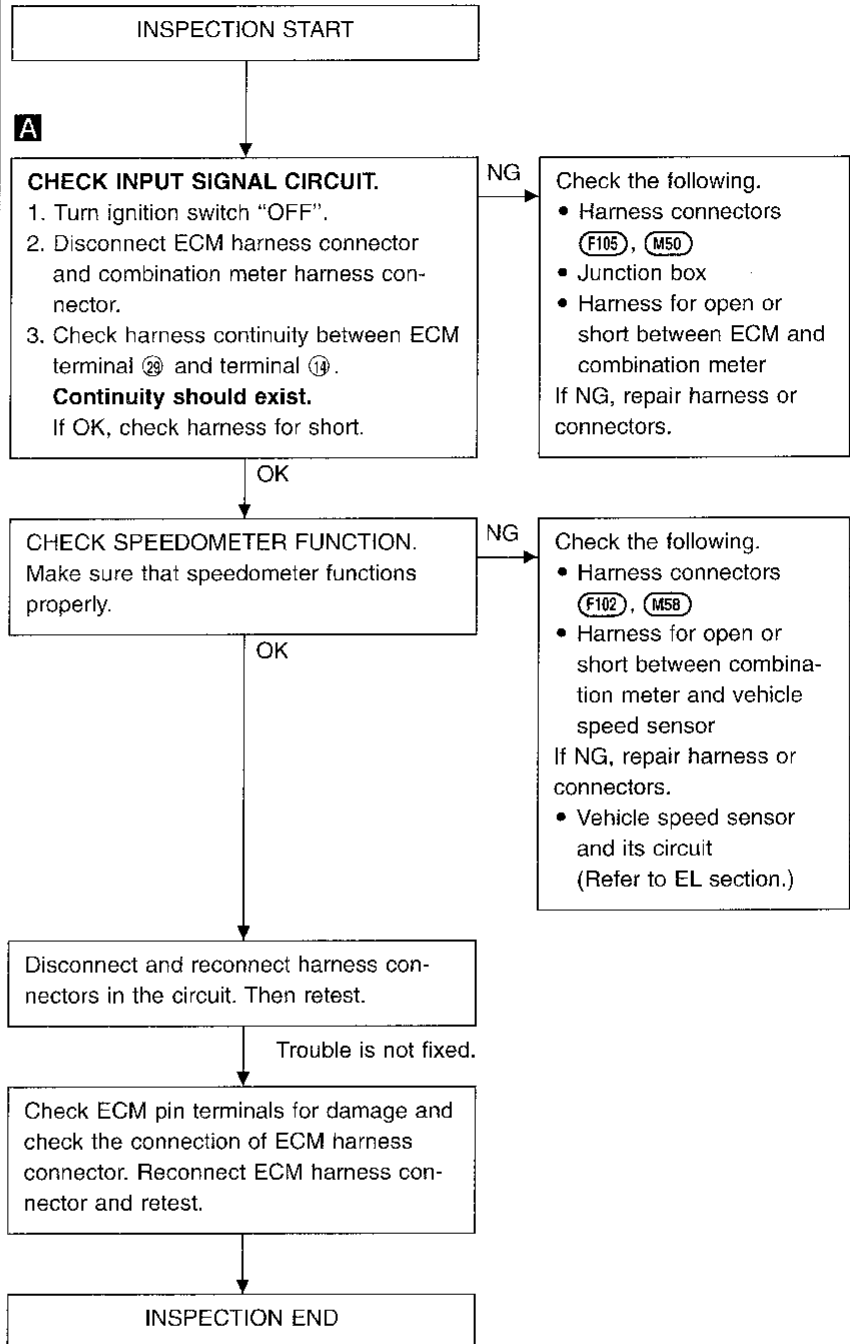 INSPECTION START
A
CHECK INPUT SIGNAL CIRCUIT.
1. Turn ignition switch “OFF”.
2. Disconnect ECM harness connector
and combination meter harness con-
nector.
3. Check harness continuity between ECM
terminal ㉙ and terminal ⑭.
Continuity should exist.
If OK, check harness for short.
NG
Check the following.
• Harness connectors
(F105), (M50)
• Junction box
• Harness for open or
short between ECM and
combination meter
If NG, repair harness or
connectors.
OK
CHECK SPEEDOMETER FUNCTION.
Make sure that speedometer functions
properly.
NG
Check the following.
• Harness connectors
(F102), (M58)
• Harness for open or
short between combina-
tion meter and vehicle
speed sensor
If NG, repair harness or
connectors.
• Vehicle speed sensor
and its circuit
(Refer to EL section.)
OK
Disconnect and reconnect harness con-
nectors in the circuit. Then retest.
Trouble is not fixed.
Check ECM pin terminals for damage and
check the connection of ECM harness
connector. Reconnect ECM harness con-
nector and retest.
INSPECTION END